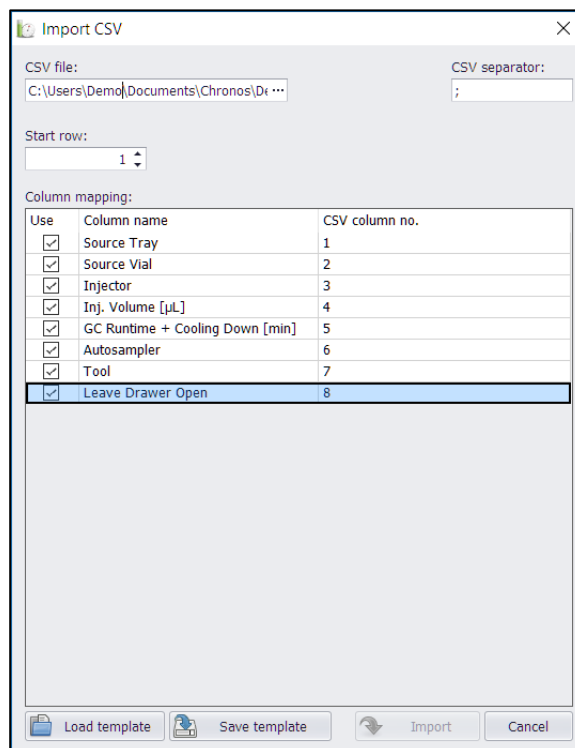 Import CSV
CSV file: CSV separator:
C:\Users\Demo\Documents\Chronos\De ... ;
Start row:
1
Column mapping:
Use Column name CSV column no.
Source Tray 1
Source Vial 2
Injector 3
Inj. Volume [µL] 4
GC Runtime + Cooling Down [min] 5
Autosampler 6
Tool 7
Leave Drawer Open 8
Load template Save template Import Cancel